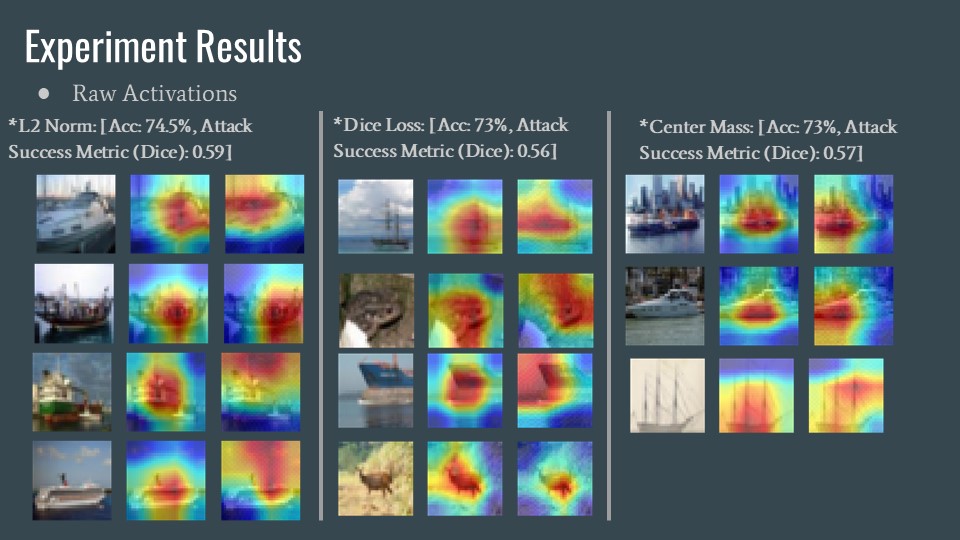 Experiment Results
● Raw Activations
*L2 Norm: [Acc: 74.5%, Attack
Success Metric (Dice): 0.59]
*Dice Loss: [Acc: 73%, Attack
Success Metric (Dice): 0.56]
*Center Mass: [Acc: 73%, Attack
Success Metric (Dice): 0.57]